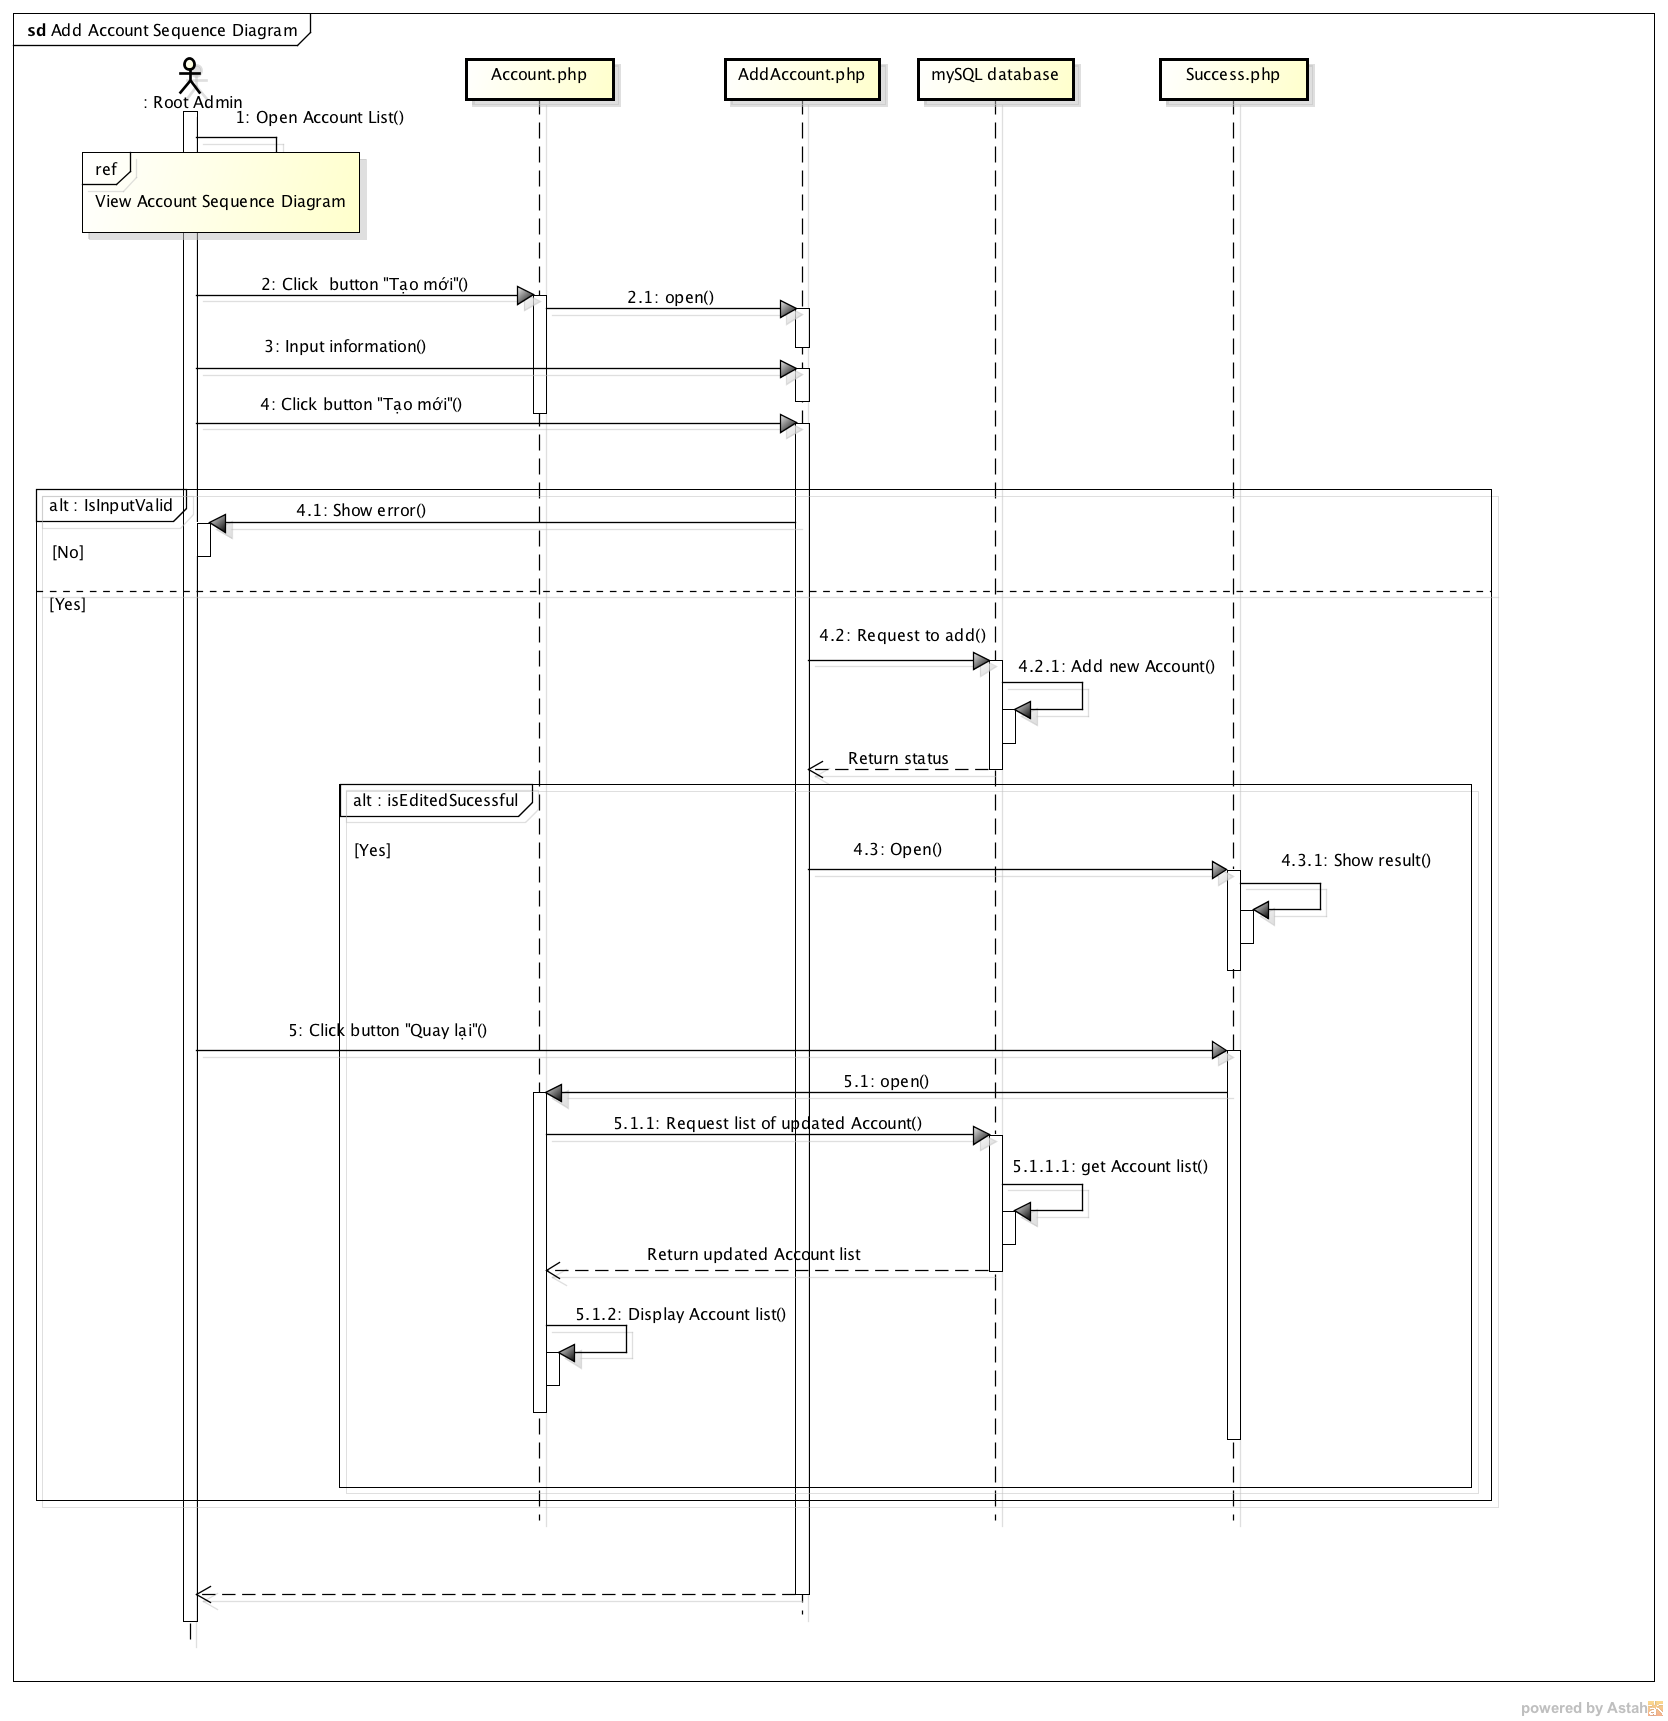 sd Add Account Sequence Diagram
: Root Admin
Account.php
AddAccount.php
mySQL database
Success.php
1: Open Account List()
ref
View Account Sequence Diagram
2: Click  button "Tạo mới"()
2.1: open()
3: Input information()
4: Click button "Tạo mới"()
alt : IsInputValid
4.1: Show error()
[No]
[Yes]
4.2: Request to add()
4.2.1: Add new Account()
Return status
alt : isEditedSucessful
[Yes]
4.3: Open()
4.3.1: Show result()
5: Click button "Quay lại"()
5.1: open()
5.1.1: Request list of updated Account()
5.1.1.1: get Account list()
Return updated Account list
5.1.2: Display Account list()
powered by Astah